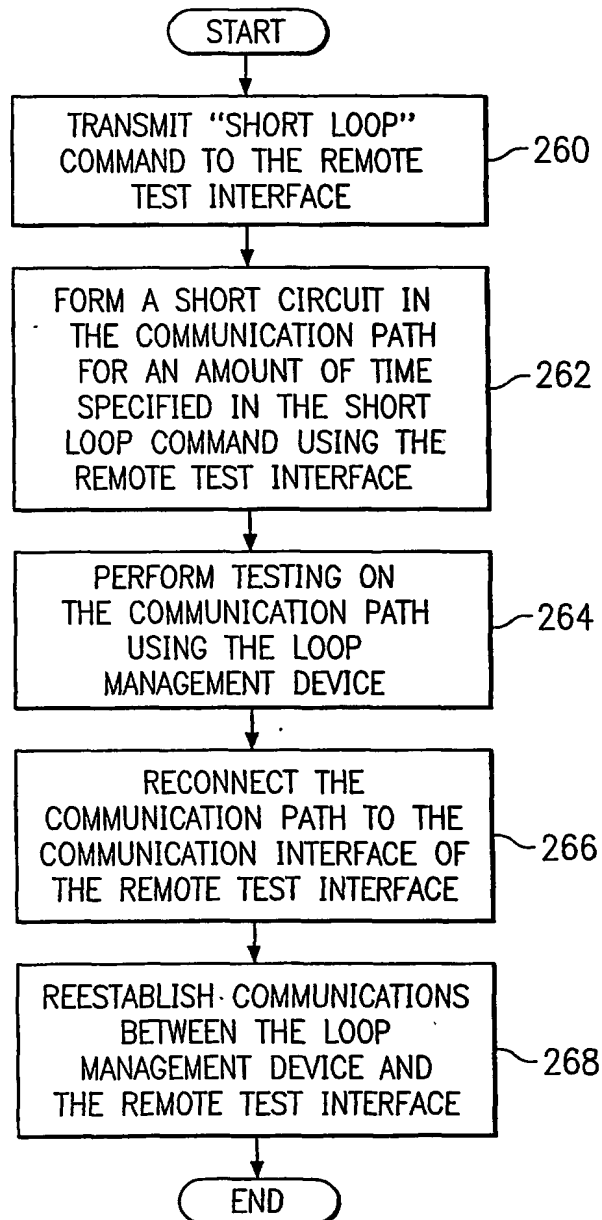 START
TRANSMIT "SHORT LOOP"
COMMAND TO THE REMOTE
TEST INTERFACE
260
FORM A SHORT CIRCUIT IN
THE COMMUNICATION PATH
FOR AN AMOUNT OF TIME
SPECIFIED IN THE SHORT
LOOP COMMAND USING THE
REMOTE TEST INTERFACE
262
PERFORM TESTING ON
THE COMMUNICATION PATH
USING THE LOOP
MANAGEMENT DEVICE
264
RECONNECT THE
COMMUNICATION PATH TO THE
COMMUNICATION INTERFACE OF
THE REMOTE TEST INTERFACE
266
REESTABLISH COMMUNICATIONS
BETWEEN THE LOOP
MANAGEMENT DEVICE AND
THE REMOTE TEST INTERFACE
268
END